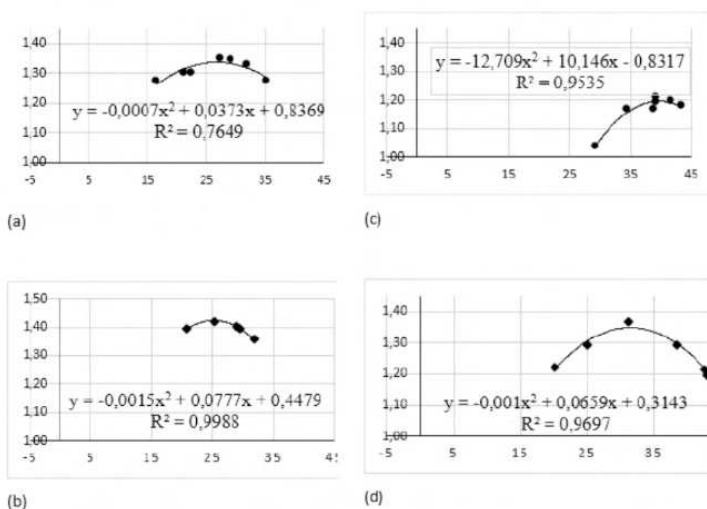 1,40
1,30
y = -0,0007x² + 0,0373x + 0,8369
1,20
R² = 0,7649
1,10
1,00
-5 5 15 25 35 45
(a)
1,40
y = -12,709x² + 10,146x - 0,8317
1,30
R² = 0,9535
1,20
1,10
1,00
-5 5 15 25 35 45
(c)
1,50
1,40
1,30
1,20
y = -0,0015x² + 0,0777x + 0,4479
1,10
R² = 0,9988
1,00
-5 5 15 25 35 45
(b)
1,40
1,30
1,20
y = -0,001x² + 0,0659x + 0,3143
1,10
R² = 0,9697
1,00
-5 5 15 25 35
(d)